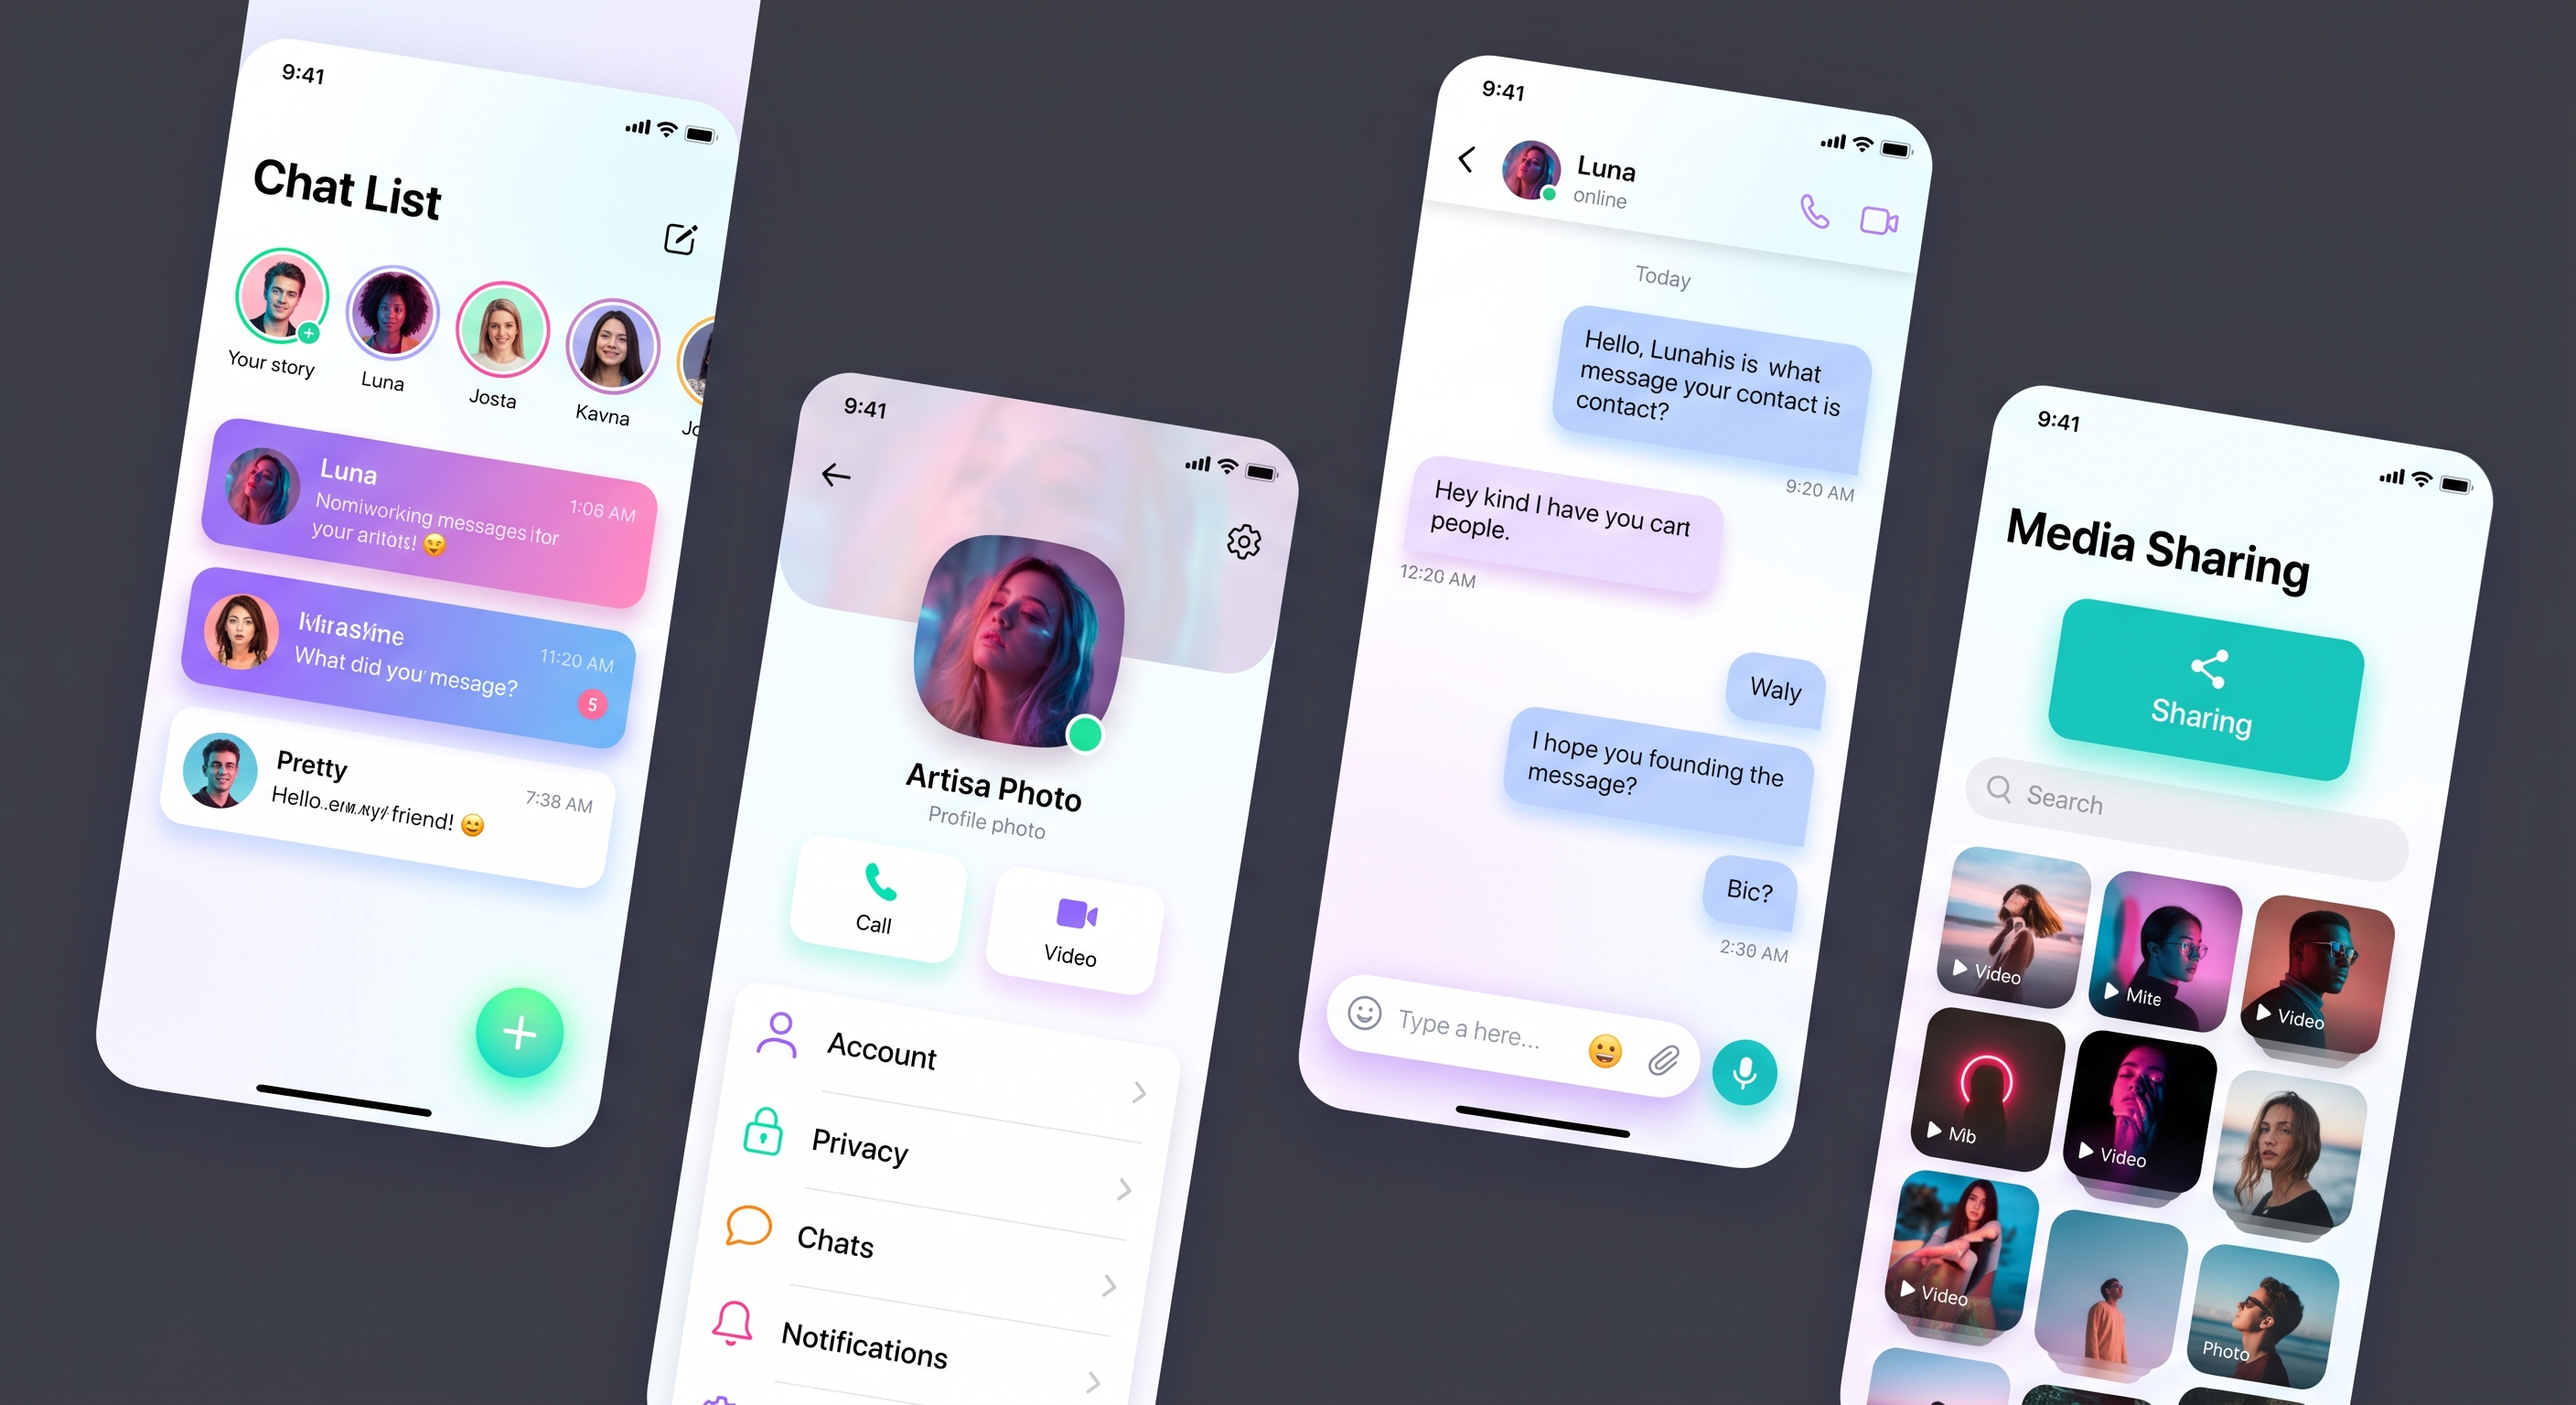 9:41
Chat List
Your story
Luna
Josta
Kavna
Jo
Luna
1:06 AM
messages for
your
11:20 AM
What did your mesage?
5
Pretty
7:38 AM
friend!
9:41
Artisa Photo
Profile photo
Call
Video
Account
Privacy
Chats
Notifications
9:41
Luna
online
Today
Hello, Lunahis is what
message your contact is
contact?
9:20 AM
Hey kind I have you cart
people.
12:20 AM
Waly
I hope you founding the
message?
Bic?
2:30 AM
Type a here...
9:41
Media Sharing
Sharing
Search
Video
Mite
Video
Mib
Video
Video
Photo